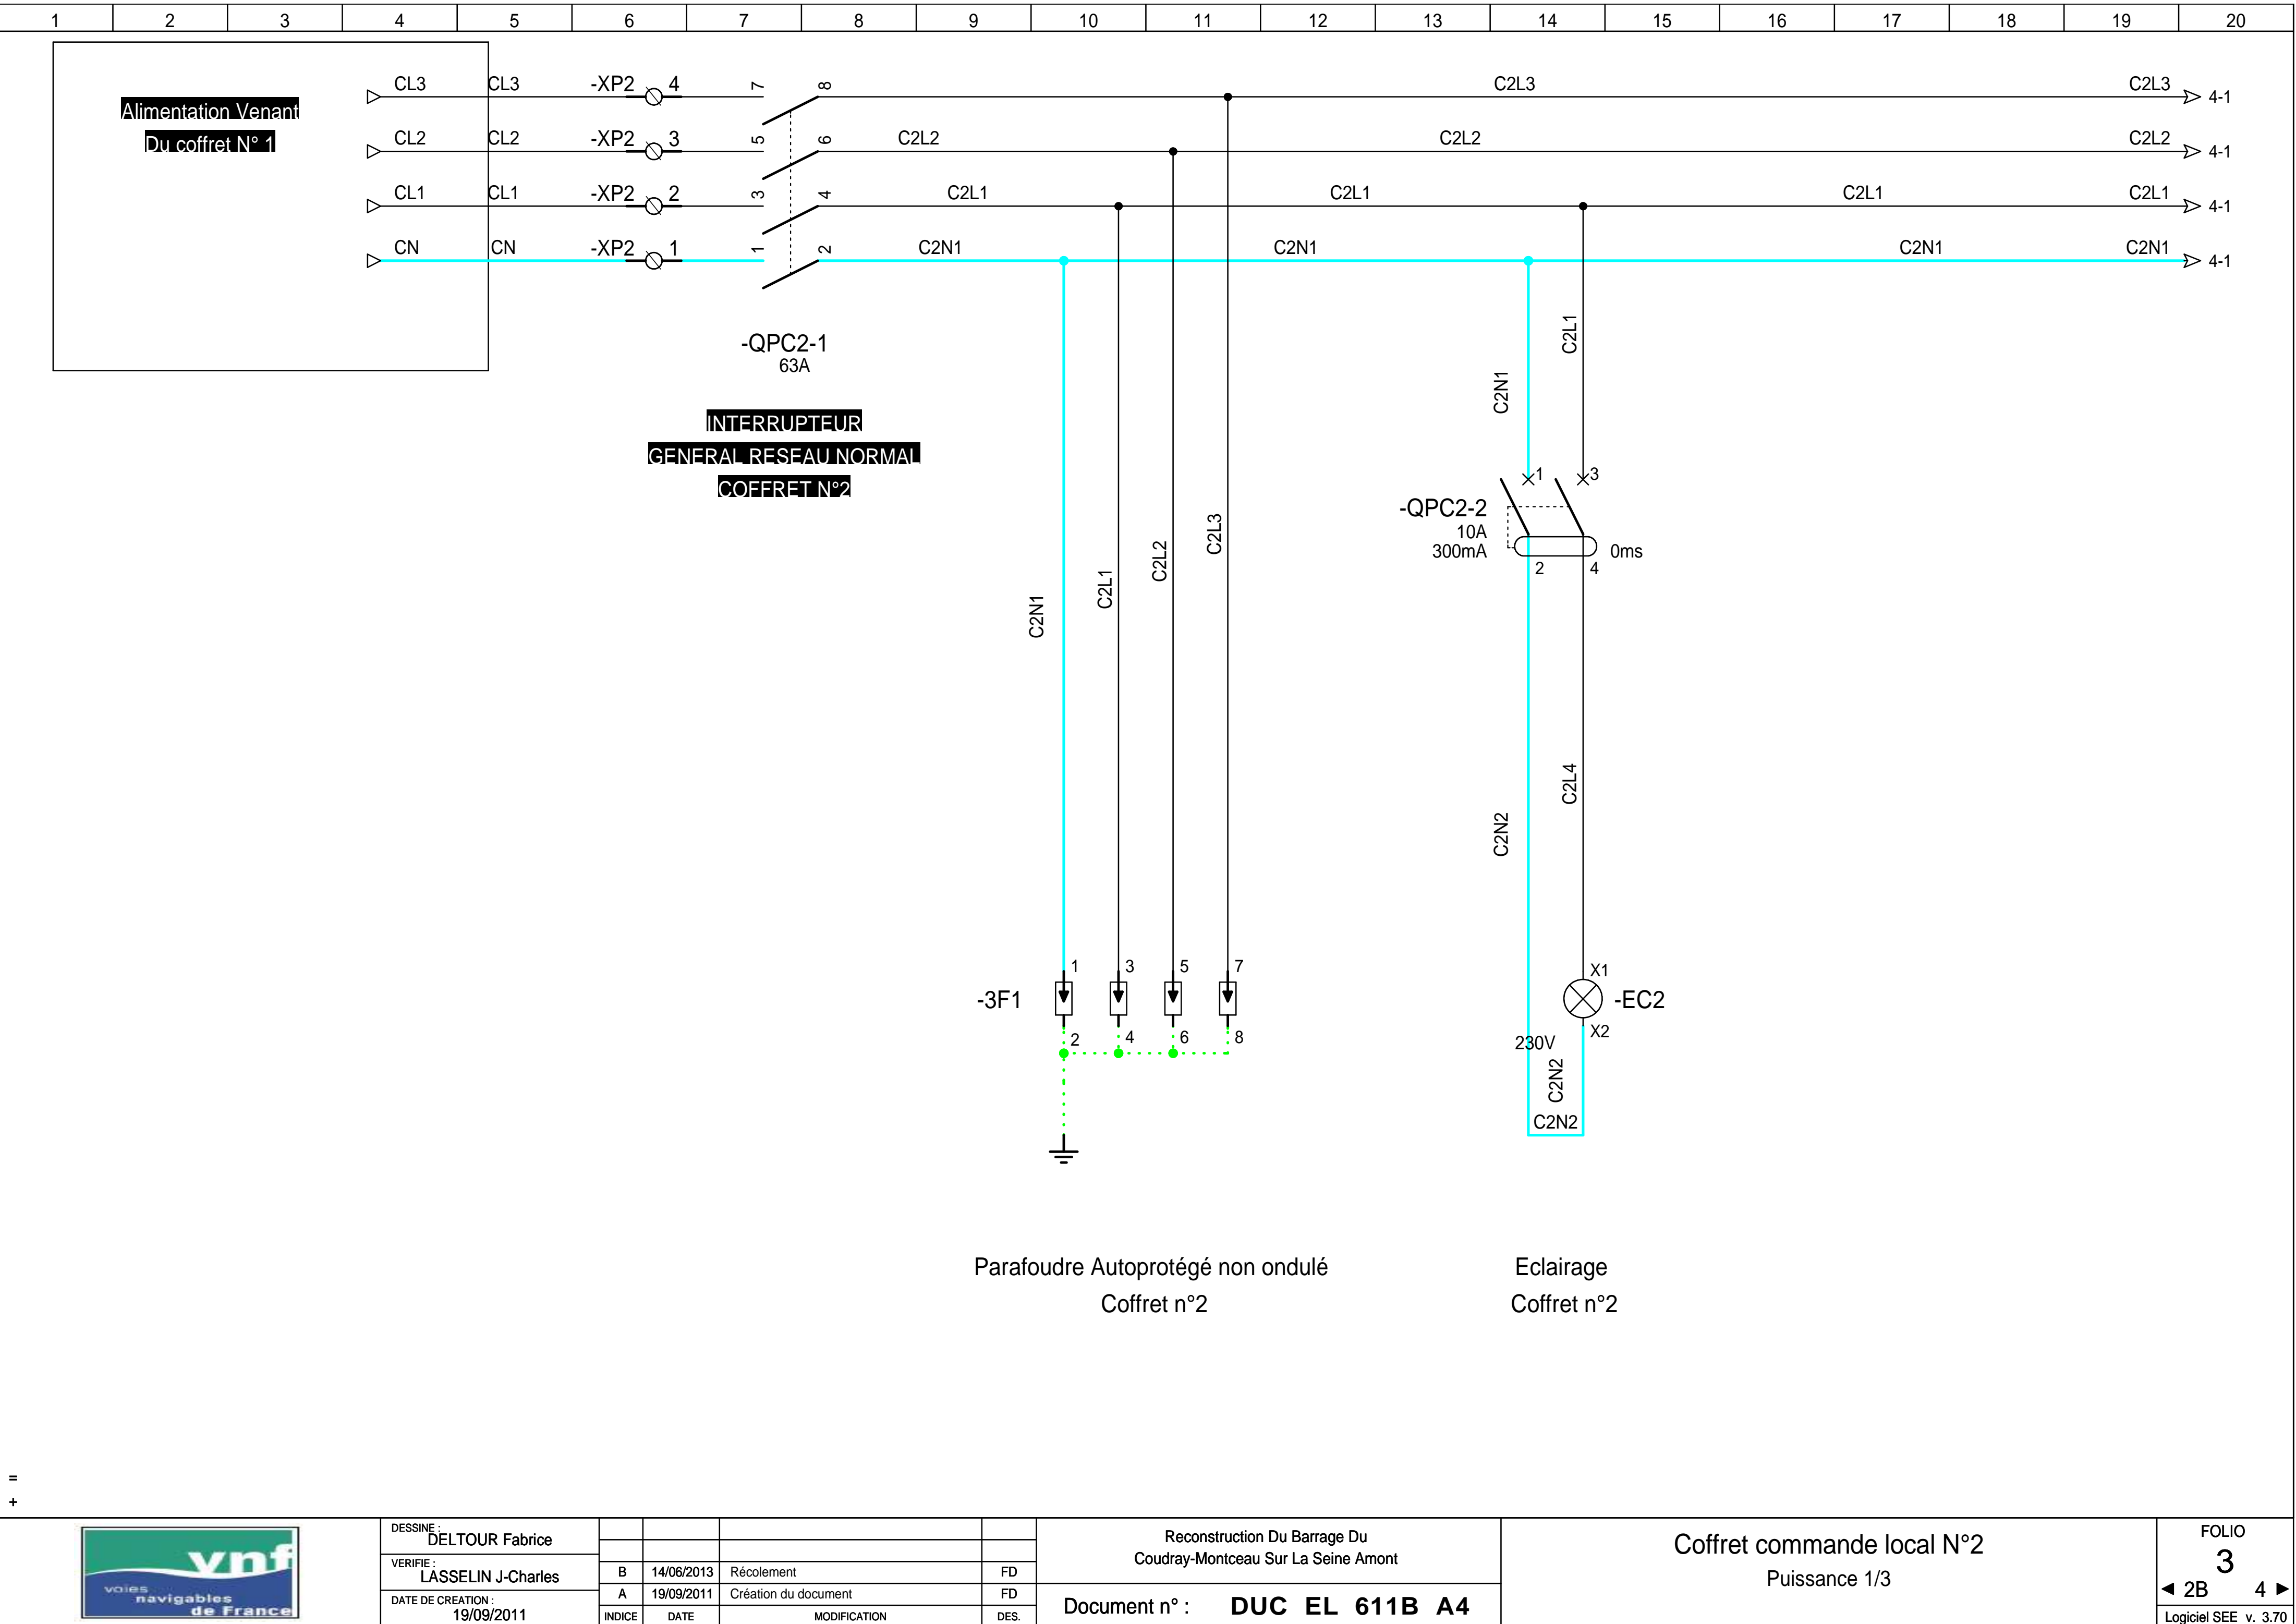 1 2 3 4 5 6 7 8 9 10 11 12 13 14 15 16 17 18 19 20
Alimentation Venant
Du coffret N° 1
CL3 CL3 -XP2 4 7 8 C2L3 C2L3 4-1
CL2 CL2 -XP2 3 5 6 C2L2 C2L2 C2L2 4-1
CL1 CL1 -XP2 2 3 4 C2L1 C2L1 C2L1 C2L1 4-1
CN CN -XP2 1 1 2 C2N1 C2N1 C2N1 C2N1 4-1
-QPC2-1
63A
INTERRUPTEUR
GENERAL RESEAU NORMAL
COFFRET N°2
C2L1
C2N1
1 3
-QPC2-2
10A
300mA
0ms
2 4
C2N1 C2L1 C2L2 C2L3
C2L4
C2N2
1 3 5 7
-3F1
2 4 6 8
X1
-EC2
X2
230V
C2N2
C2N2
Parafoudre Autoprotégé non ondulé
Coffret n°2
Eclairage
Coffret n°2
=
+
vnf
voies
navigables
de France
DESSINE :
DELTOUR Fabrice
VERIFIE :
LASSELIN J-Charles
DATE DE CREATION :
19/09/2011
B 14/06/2013 Récolement FD
A 19/09/2011 Création du document FD
INDICE DATE MODIFICATION DES.
Reconstruction Du Barrage Du
Coudray-Montceau Sur La Seine Amont
Document n° : DUC EL 611B A4
Coffret commande local N°2
Puissance 1/3
FOLIO
3
2B 4
Logiciel SEE v. 3.70